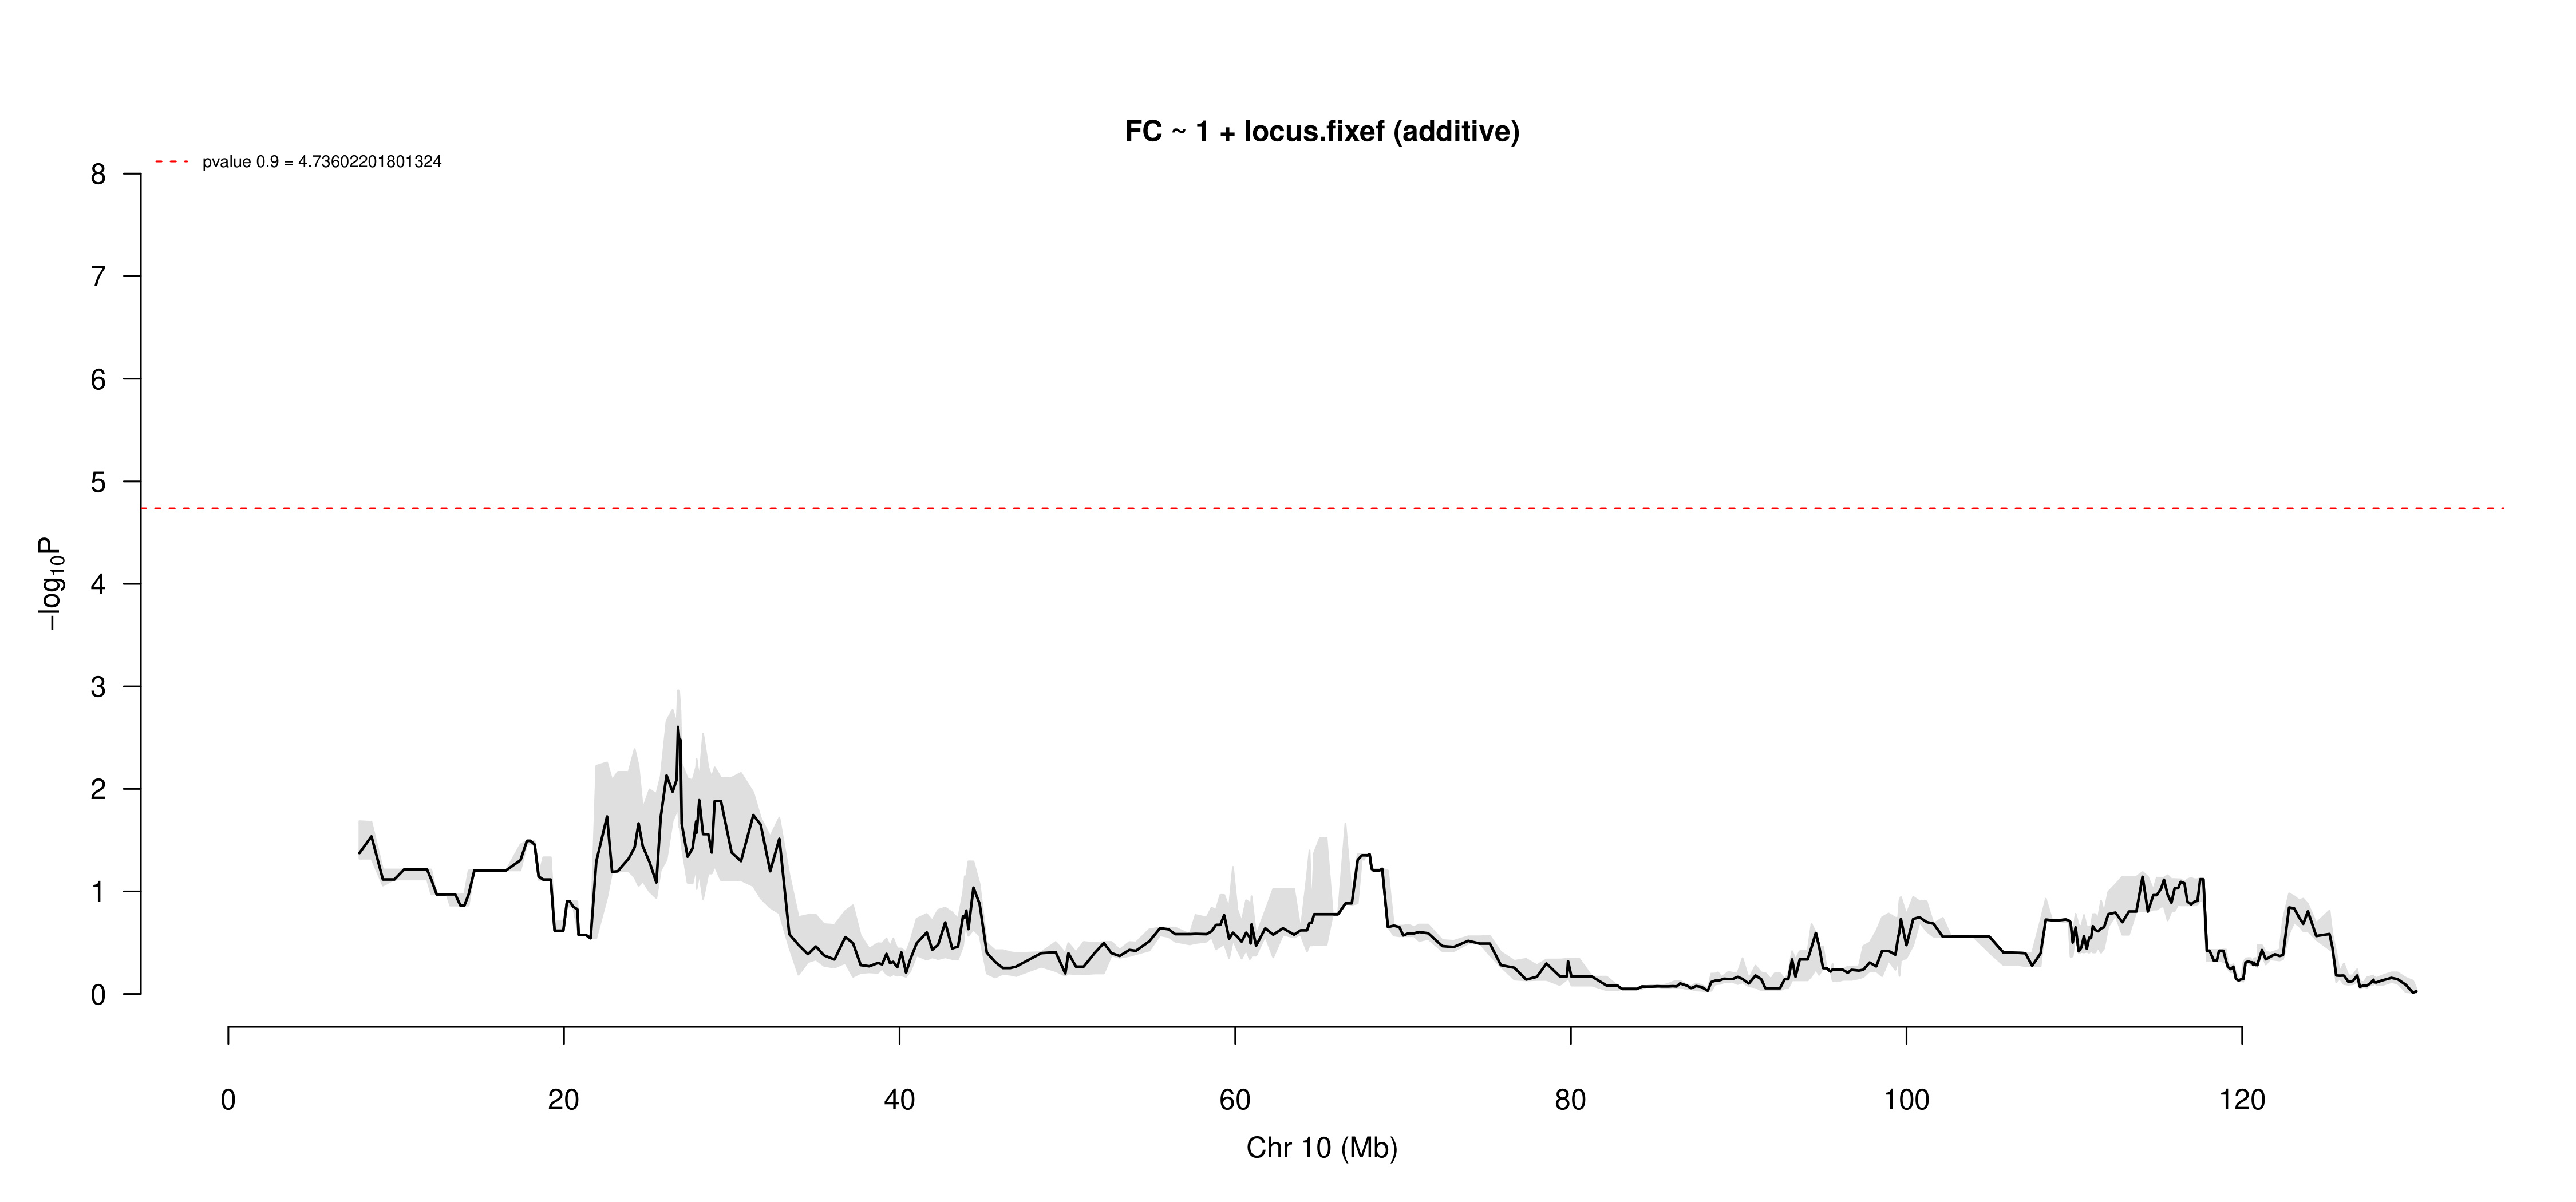 FC ~ 1 + locus.fixef (additive)
pvalue 0.9 = 4.73602201801324
8
7
6
5
4
3
2
1
0
−log10P
0 20 40 60 80 100 120
Chr 10 (Mb)